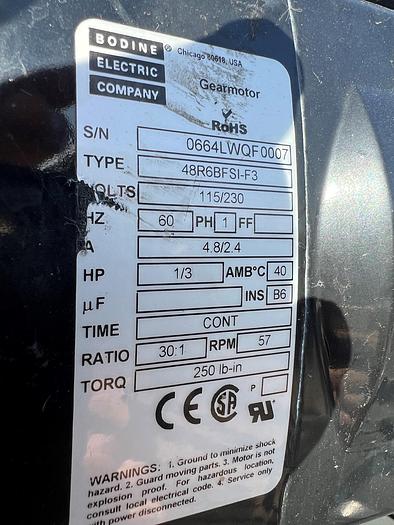 BODINE ® Chicago 60618, USA
ELECTRIC
COMPANY
Gearmotor
RoHS
S/N 0664LWQF0007
TYPE 48R6BFSI-F3
VOLTS 115/230
HZ 60 PH 1 FF
A 4.8/2.4
HP 1/3 AMB°C 40
µF INS B6
TIME CONT
RATIO 30:1 RPM 57
TORQ 250 lb-in
P
CE SA RU
WARNINGS: 1. Ground to minimize shock
hazard. 2. Guard moving parts. 3. Motor is not
explosion proof. For hazardous location,
consult local electrical code. 4. Service only
with power disconnected.